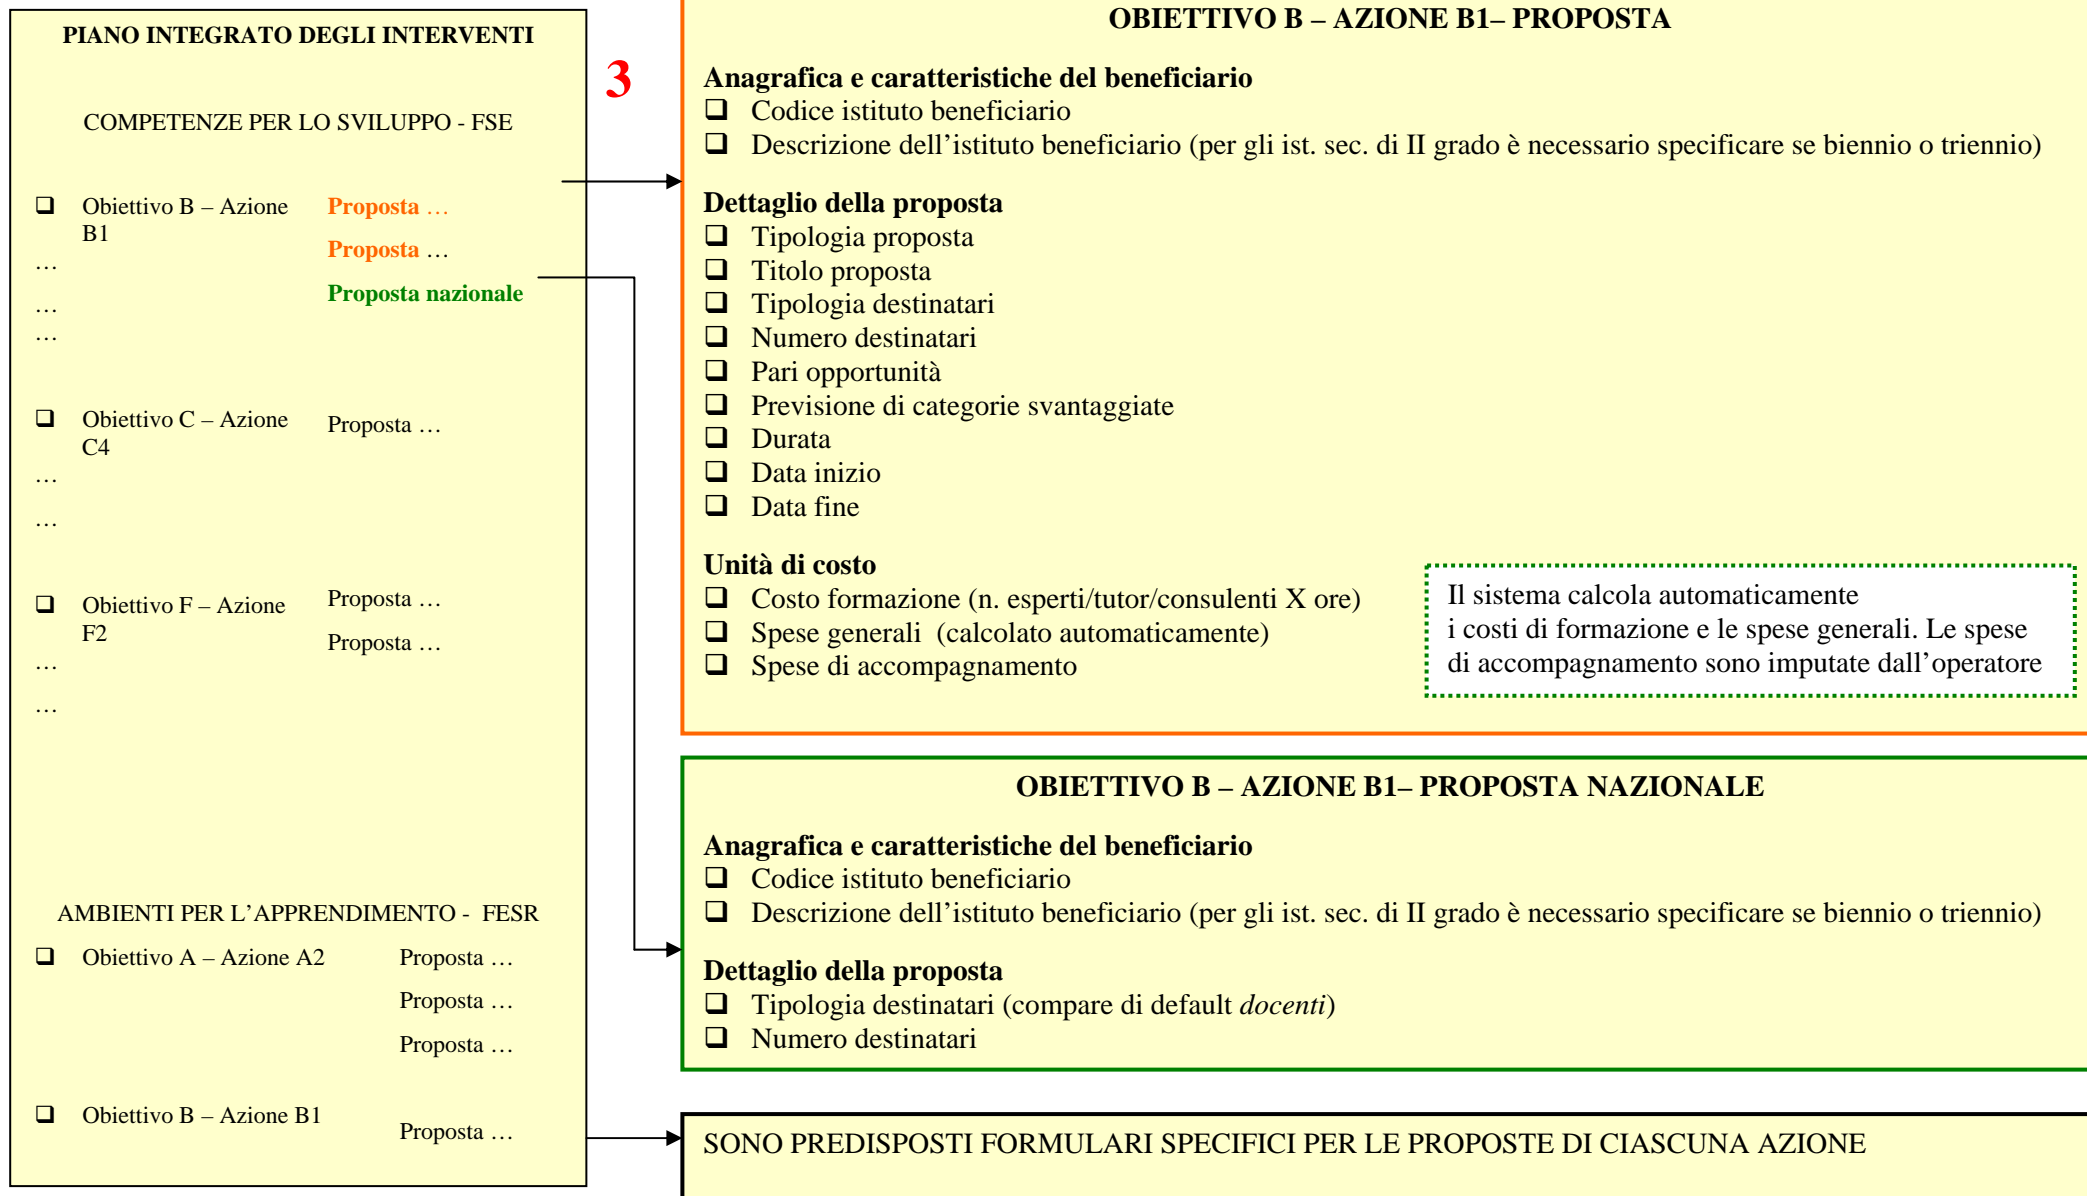 PIANO INTEGRATO DEGLI INTERVENTI
COMPETENZE PER LO SVILUPPO - FSE
❑ Obiettivo B – Azione B1
Proposta …
Proposta …
Proposta nazionale
…
…
…
❑ Obiettivo C – Azione C4
Proposta …
…
…
❑ Obiettivo F – Azione F2
Proposta …
Proposta …
…
…
AMBIENTI PER L’APPRENDIMENTO - FESR
❑ Obiettivo A – Azione A2
Proposta …
Proposta …
Proposta …
❑ Obiettivo B – Azione B1
Proposta …
3
OBIETTIVO B – AZIONE B1– PROPOSTA
Anagrafica e caratteristiche del beneficiario
❑ Codice istituto beneficiario
❑ Descrizione dell’istituto beneficiario (per gli ist. sec. di II grado è necessario specificare se biennio o triennio)
Dettaglio della proposta
❑ Tipologia proposta
❑ Titolo proposta
❑ Tipologia destinatari
❑ Numero destinatari
❑ Pari opportunità
❑ Previsione di categorie svantaggiate
❑ Durata
❑ Data inizio
❑ Data fine
Unità di costo
❑ Costo formazione (n. esperti/tutor/consulenti X ore)
❑ Spese generali (calcolato automaticamente)
❑ Spese di accompagnamento
Il sistema calcola automaticamente
i costi di formazione e le spese generali. Le spese
di accompagnamento sono imputate dall’operatore
OBIETTIVO B – AZIONE B1– PROPOSTA NAZIONALE
Anagrafica e caratteristiche del beneficiario
❑ Codice istituto beneficiario
❑ Descrizione dell’istituto beneficiario (per gli ist. sec. di II grado è necessario specificare se biennio o triennio)
Dettaglio della proposta
❑ Tipologia destinatari (compare di default docenti)
❑ Numero destinatari
SONO PREDISPOSTI FORMULARI SPECIFICI PER LE PROPOSTE DI CIASCUNA AZIONE